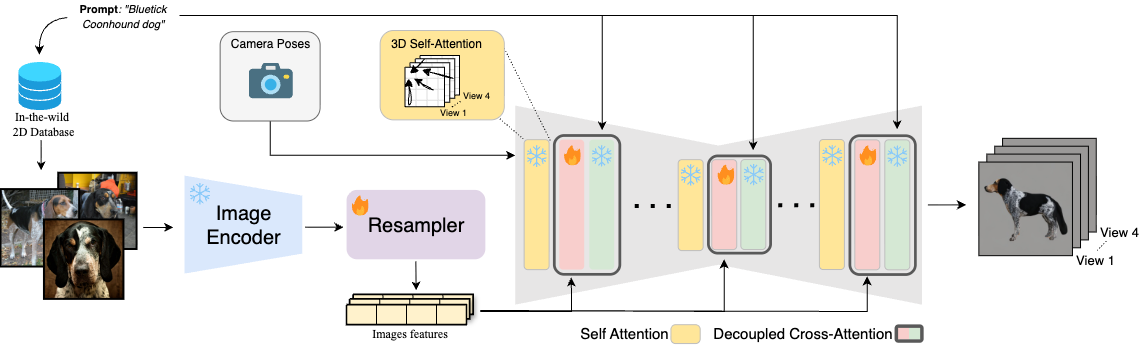 Prompt: "Bluetick
Coonhound dog"
Camera Poses
3D Self-Attention
View 4
View 1
In-the-wild
2D Database
Image
Encoder
Resampler
Images features
View 4
View 1
Self Attention
Decoupled Cross-Attention